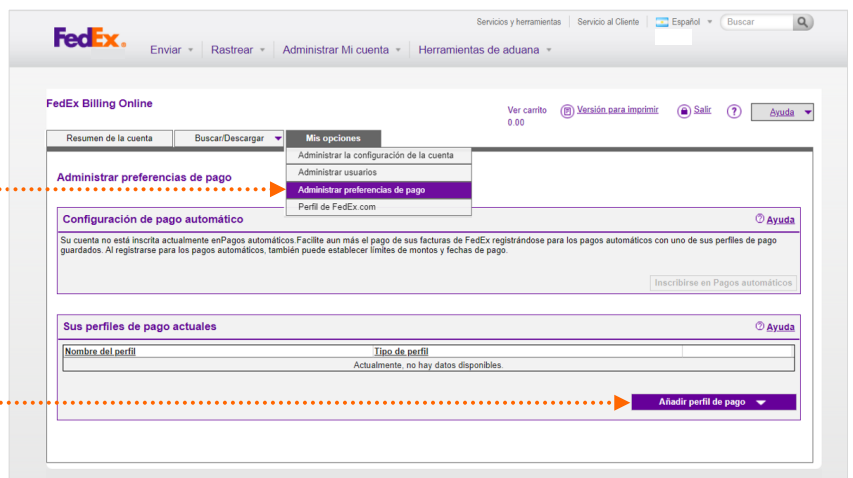 Servicios y herramientas Servicio al Cliente Español Buscar
FedEx.
Enviar Rastrear Administrar Mi cuenta Herramientas de aduana
FedEx Billing Online
Ver carrito Versión para imprimir Salir ? Ayuda
0.00
Resumen de la cuenta Buscar/Descargar Mis opciones
Administrar la configuración de la cuenta
Administrar usuarios
Administrar preferencias de pago
Perfil de FedEx.com
Administrar preferencias de pago
Configuración de pago automático ? Ayuda
Su cuenta no está inscrita actualmente enPagos automáticos.Facilite aun más el pago de sus facturas de FedEx registrándose para los pagos automáticos con uno de sus perfiles de pago
guardados. Al registrarse para los pagos automáticos, también puede establecer límites de montos y fechas de pago.
Inscribirse en Pagos automáticos
Sus perfiles de pago actuales ? Ayuda
Nombre del perfil Tipo de perfil
Actualmente, no hay datos disponibles.
Añadir perfil de pago